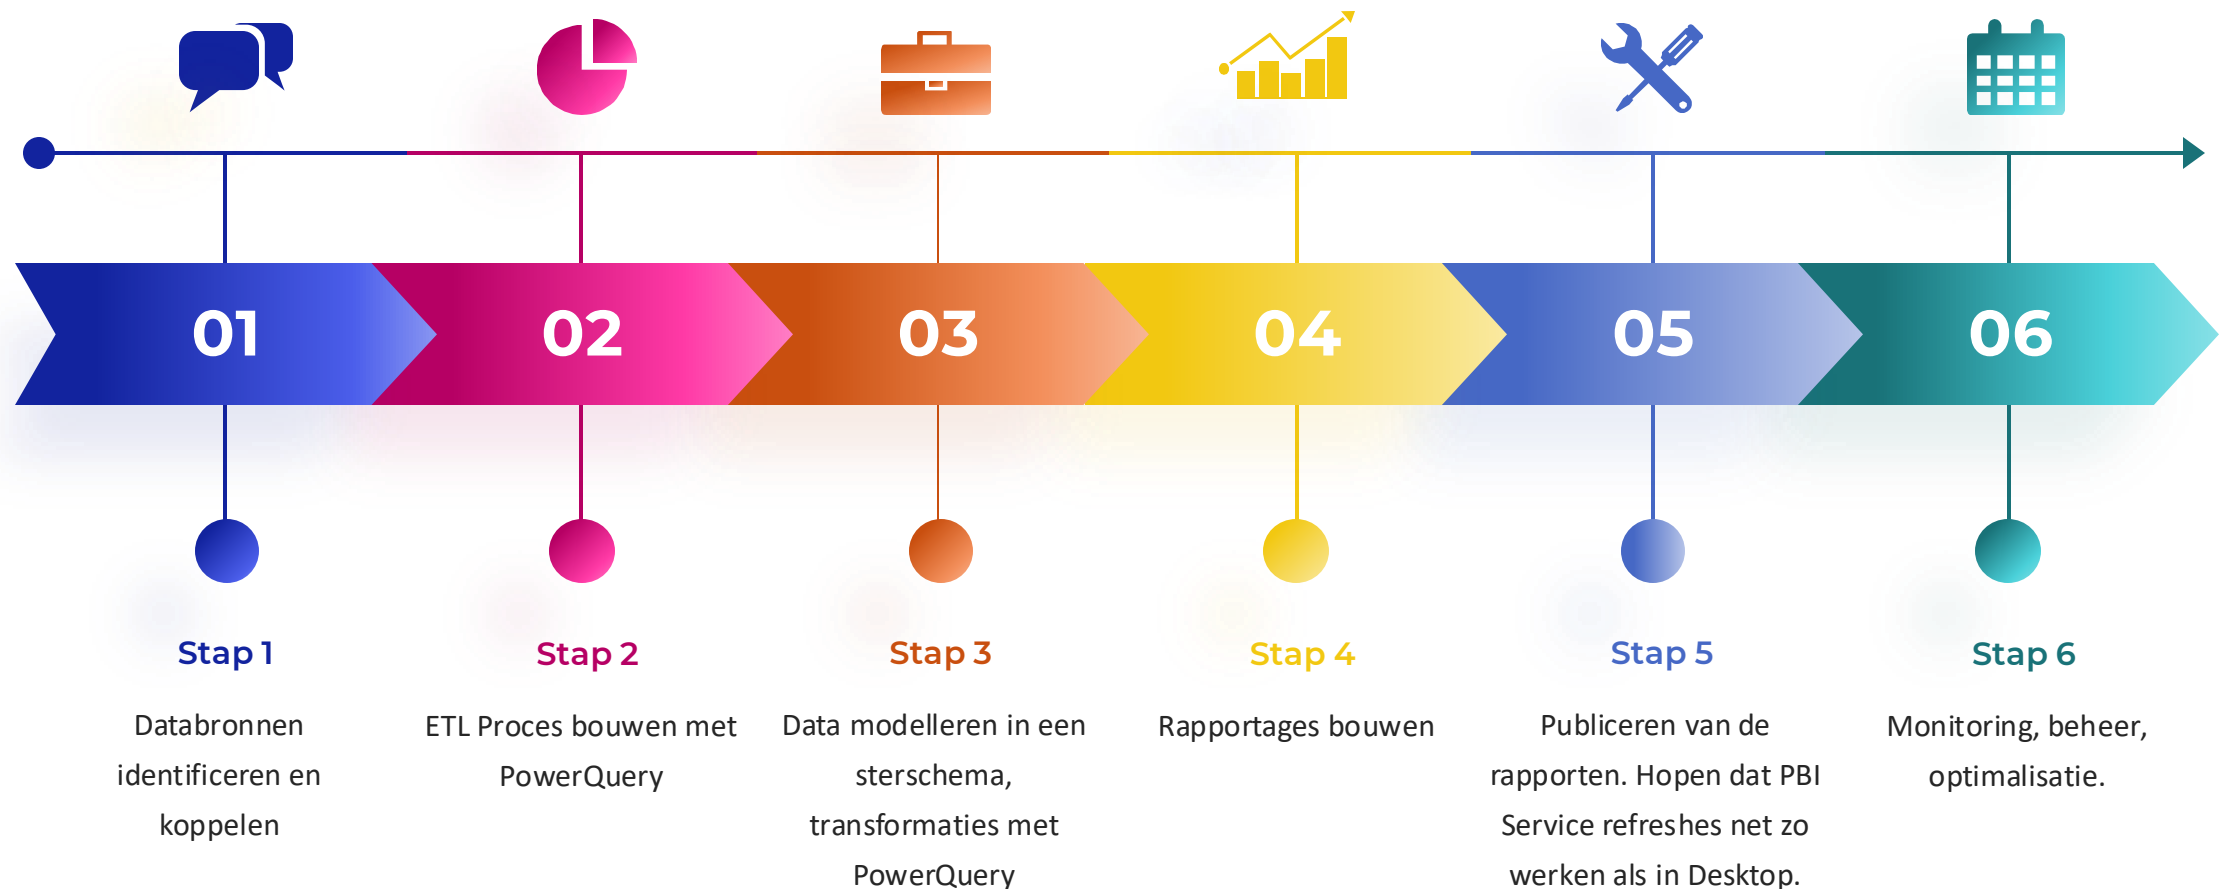 01
02
03
04
05
06
Stap 1
Databronnen
identificeren en
koppelen
Stap 2
ETL Proces bouwen met
PowerQuery
Stap 3
Data modelleren in een
sterschema,
transformaties met
PowerQuery
Stap 4
Rapportages bouwen
Stap 5
Publiceren van de
rapporten. Hopen dat PBI
Service refreshes net zo
werken als in Desktop.
Stap 6
Monitoring, beheer,
optimalisatie.